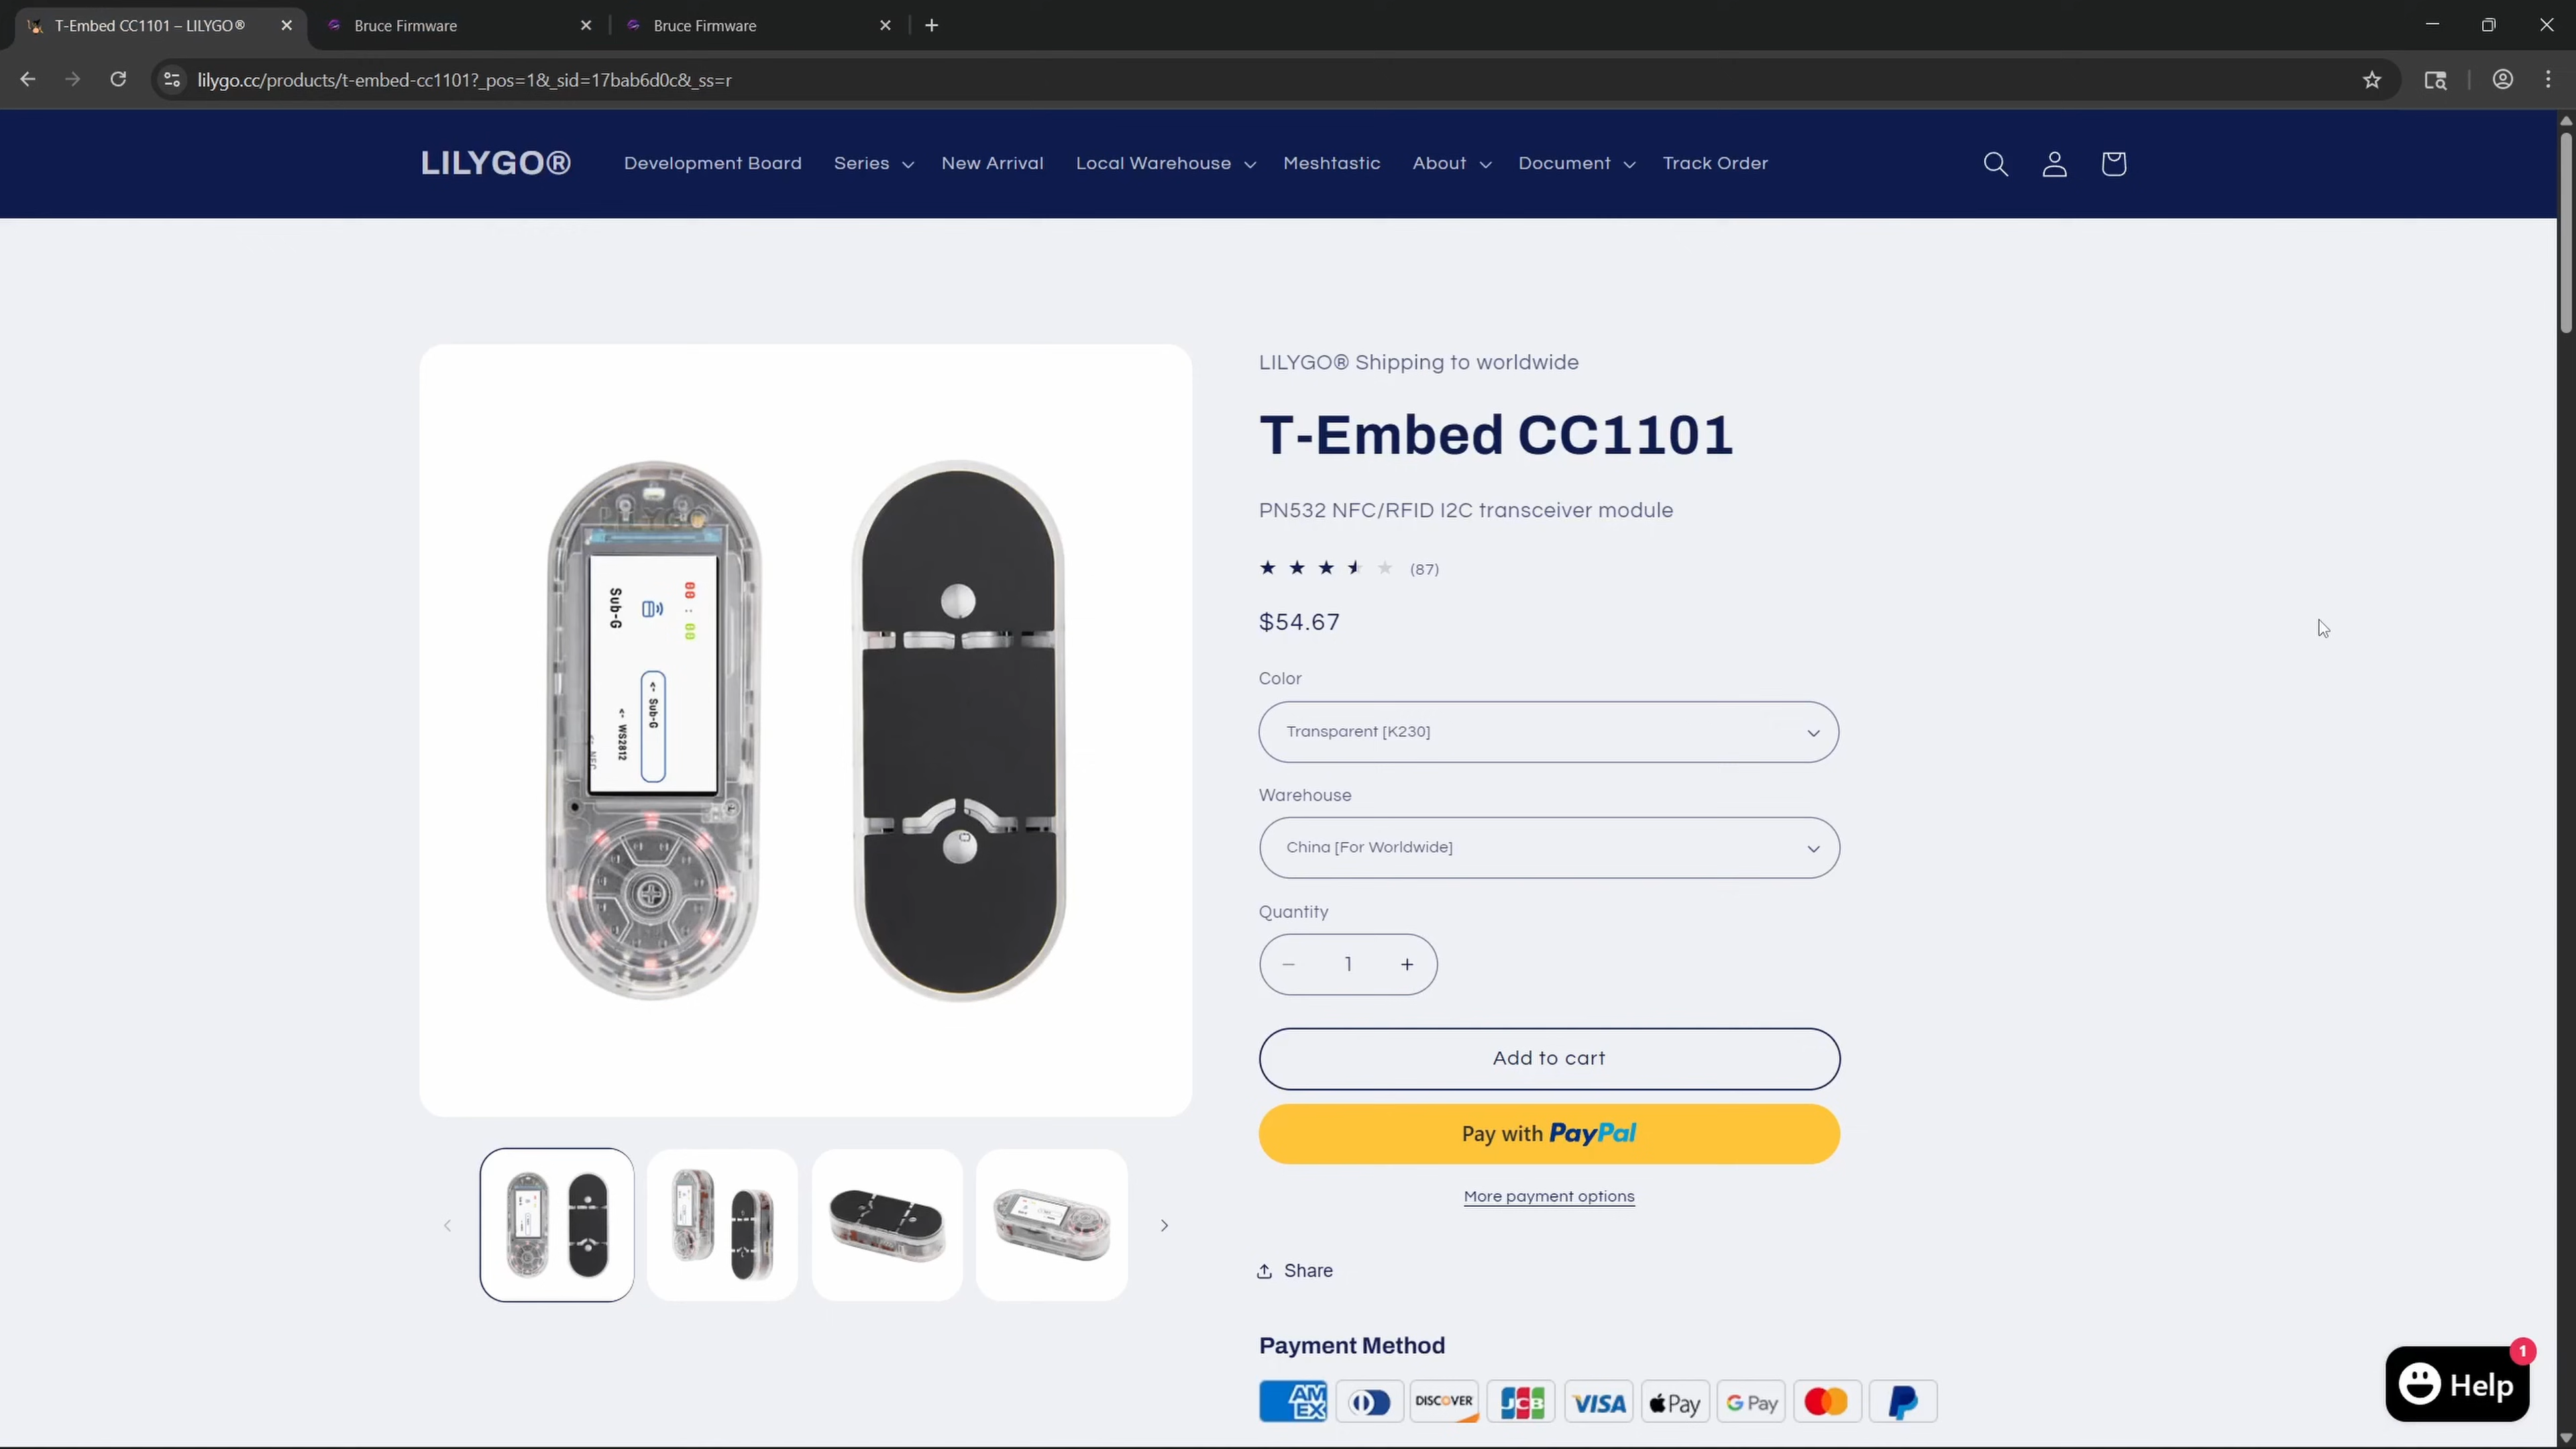 T-Embed CC1101 – LILYGO®
Bruce Firmware
Bruce Firmware
lilygo.cc/products/t-embed-cc1101?_pos=1&_sid=17bab6d0c&_ss=r
LILYGO®
Development Board
Series
New Arrival
Local Warehouse
Meshtastic
About
Document
Track Order
LILYGO® Shipping to worldwide
T-Embed CC1101
PN532 NFC/RFID I2C transceiver module
(87)
$54.67
Color
Transparent [K230]
Warehouse
China [For Worldwide]
Quantity
− 1 +
Add to cart
Pay with PayPal
More payment options
Share
Payment Method
AM EX
DISCOVER
JCB
VISA
Pay
G Pay
00 : 00
Sub-G
<- Sub-G
<- WS2812
<- NFC
1
Help